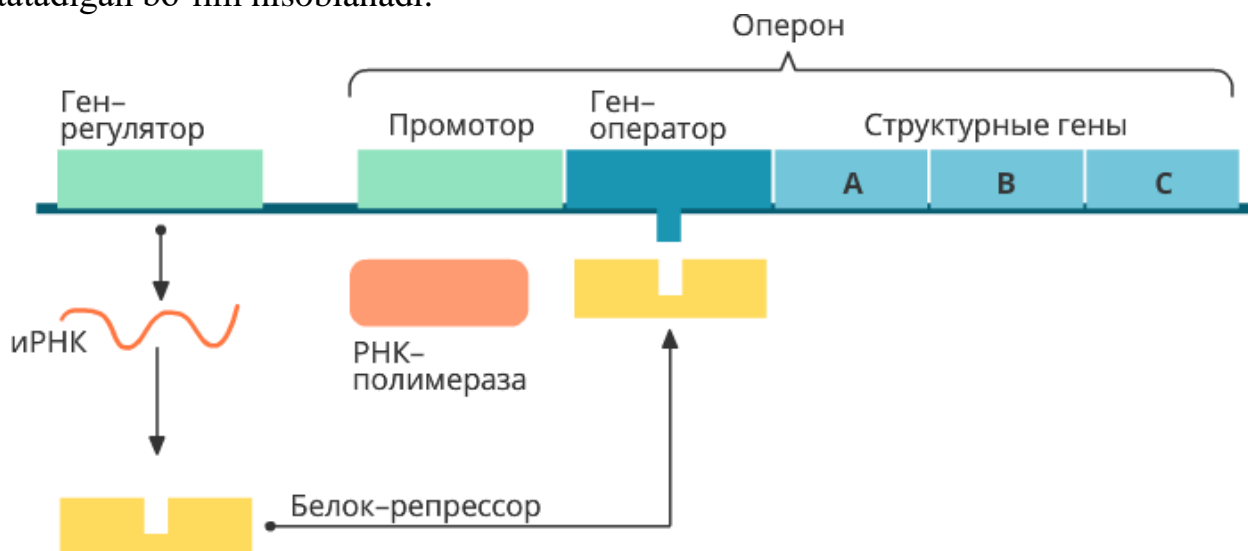 Оперон
Ген–
регулятор
Промотор
Ген–
оператор
Структурные гены
A
B
C
иРНК
РНК–
полимераза
Белок–репрессор